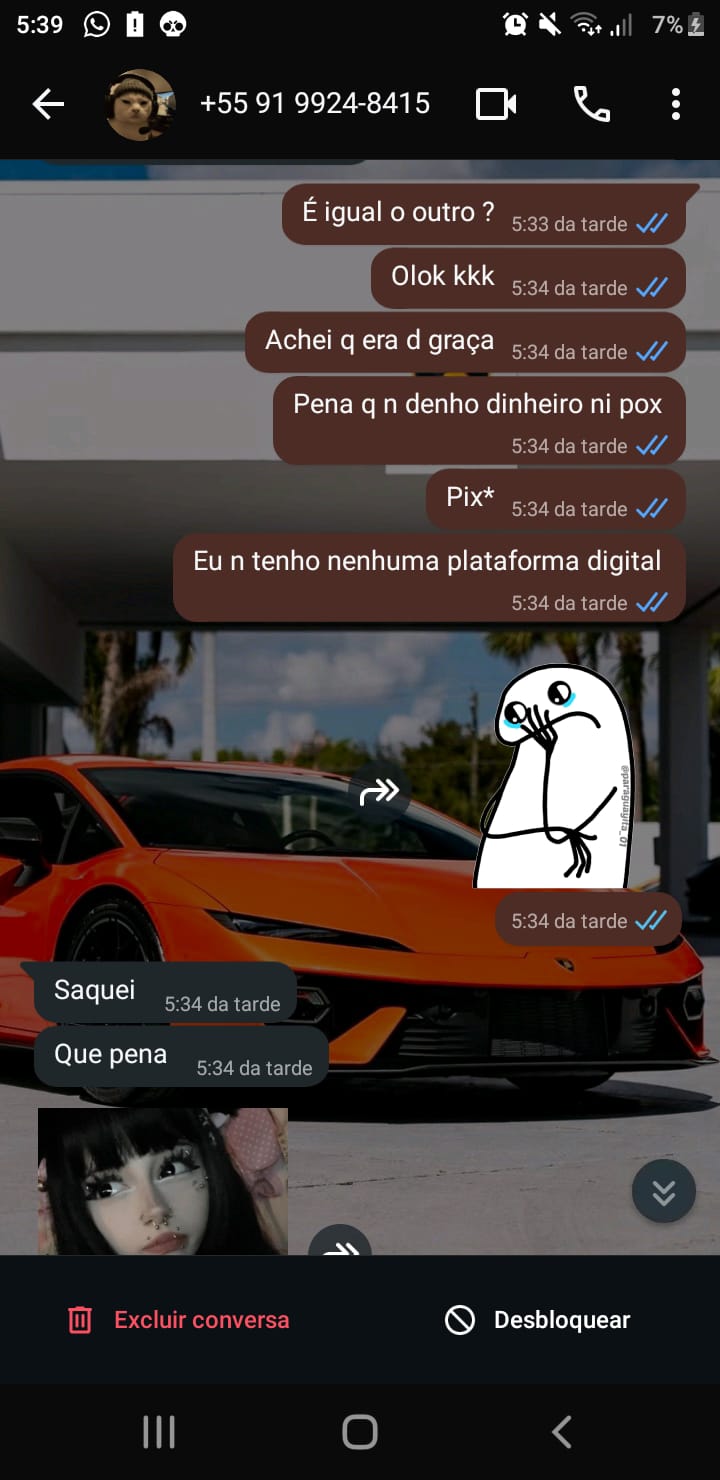 5:39
7%
+55 91 9924-8415
É igual o outro ? 5:33 da tarde
Olok kkk 5:34 da tarde
Achei q era d graça 5:34 da tarde
Pena q n denho dinheiro ni pox
5:34 da tarde
Pix* 5:34 da tarde
Eu n tenho nenhuma plataforma digital
5:34 da tarde
@paraguayita_01
5:34 da tarde
Saquei 5:34 da tarde
Que pena 5:34 da tarde
Excluir conversa
Desbloquear